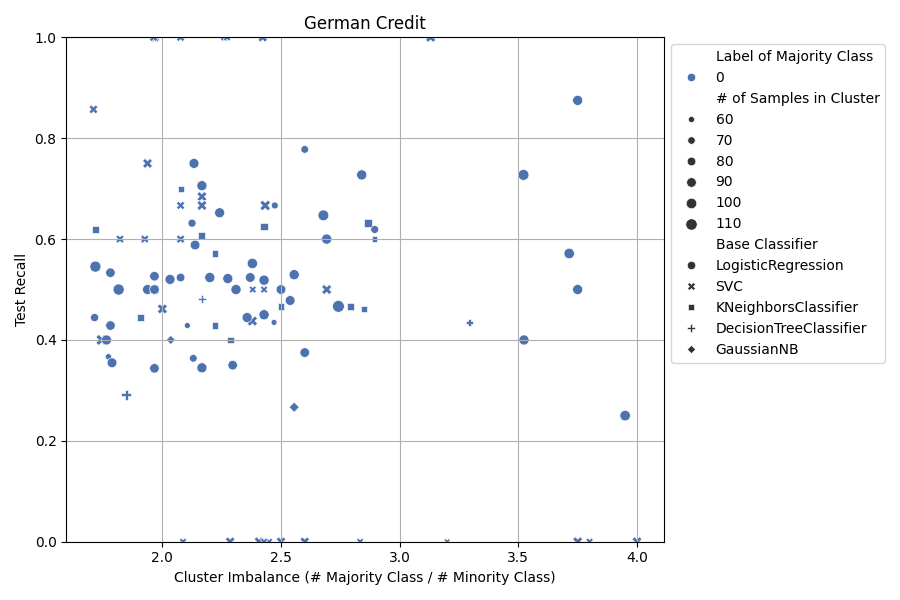 German Credit
1.0
0.8
0.6
0.4
0.2
0.0
Test Recall
2.0
2.5
3.0
3.5
4.0
Cluster Imbalance (# Majority Class / # Minority Class)
Label of Majority Class
0
# of Samples in Cluster
60
70
80
90
100
110
Base Classifier
LogisticRegression
SVC
KNeighborsClassifier
DecisionTreeClassifier
GaussianNB